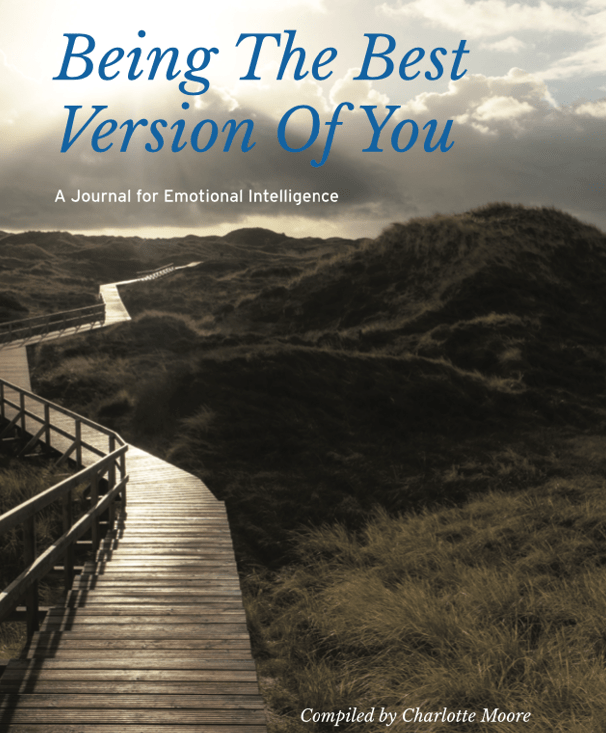 Being The Best
Version Of You
A Journal for Emotional Intelligence
Compiled by Charlotte Moore